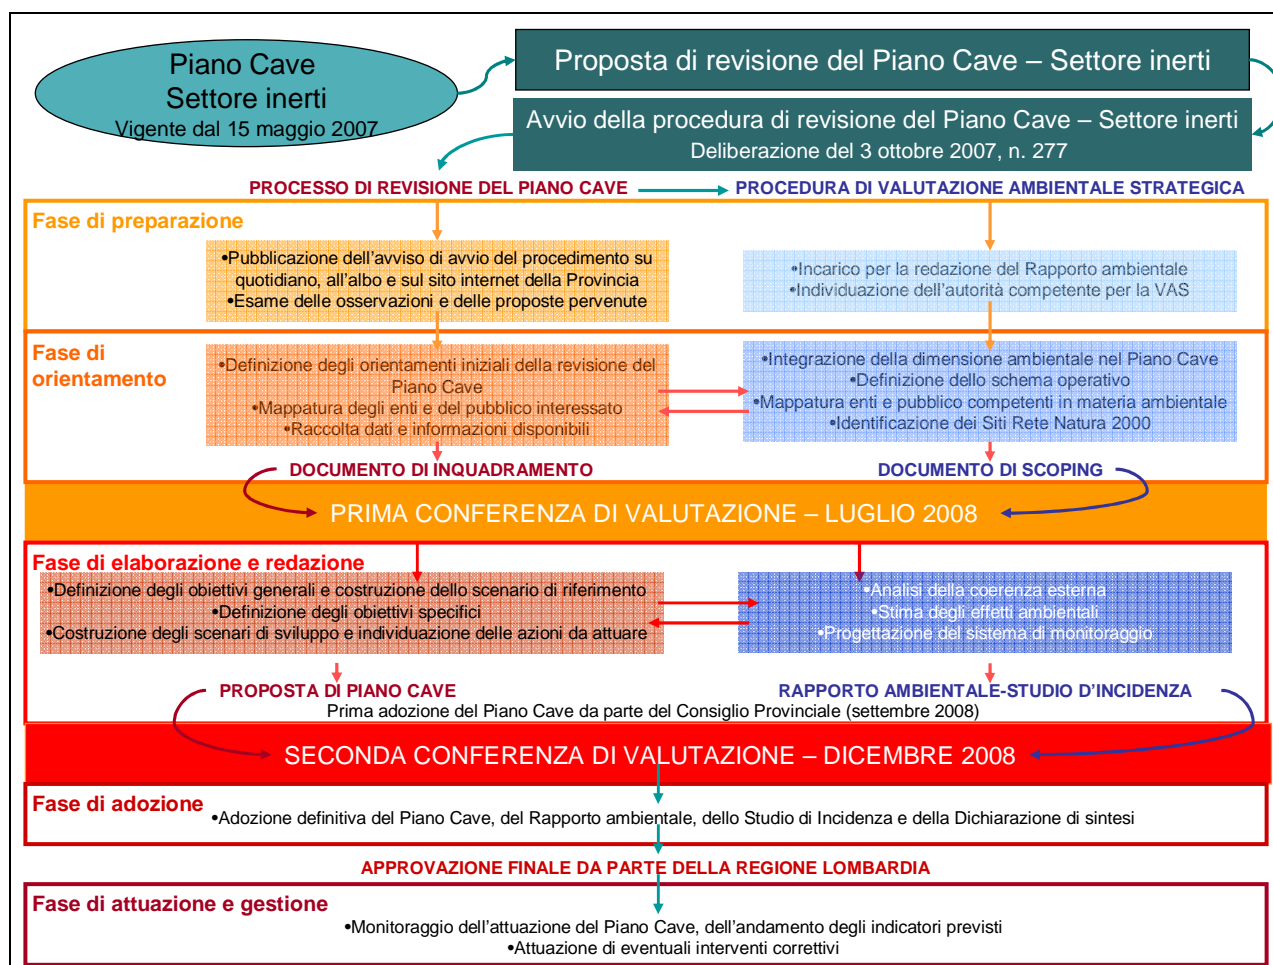 Piano Cave
Settore inerti
Vigente dal 15 maggio 2007
Proposta di revisione del Piano Cave – Settore inerti
Avvio della procedura di revisione del Piano Cave – Settore inerti
Deliberazione del 3 ottobre 2007, n. 277
PROCESSO DI REVISIONE DEL PIANO CAVE
PROCEDURA DI VALUTAZIONE AMBIENTALE STRATEGICA
Fase di preparazione
•Pubblicazione dell’avviso di avvio del procedimento su
quotidiano, all’albo e sul sito internet della Provincia
•Esame delle osservazioni e delle proposte pervenute
•Incarico per la redazione del Rapporto ambientale
•Individuazione dell’autorità competente per la VAS
Fase di
orientamento
•Definizione degli orientamenti iniziali della revisione del
Piano Cave
•Mappatura degli enti e del pubblico interessato
•Raccolta dati e informazioni disponibili
•Integrazione della dimensione ambientale nel Piano Cave
•Definizione dello schema operativo
•Mappatura enti e pubblico competenti in materia ambientale
•Identificazione dei Siti Rete Natura 2000
DOCUMENTO DI INQUADRAMENTO
DOCUMENTO DI SCOPING
PRIMA CONFERENZA DI VALUTAZIONE – LUGLIO 2008
Fase di elaborazione e redazione
•Definizione degli obiettivi generali e costruzione dello scenario di riferimento
•Definizione degli obiettivi specifici
•Costruzione degli scenari di sviluppo e individuazione delle azioni da attuare
•Analisi della coerenza esterna
•Stima degli effetti ambientali
•Progettazione del sistema di monitoraggio
PROPOSTA DI PIANO CAVE
RAPPORTO AMBIENTALE-STUDIO D’INCIDENZA
Prima adozione del Piano Cave da parte del Consiglio Provinciale (settembre 2008)
SECONDA CONFERENZA DI VALUTAZIONE – DICEMBRE 2008
Fase di adozione
•Adozione definitiva del Piano Cave, del Rapporto ambientale, dello Studio di Incidenza e della Dichiarazione di sintesi
APPROVAZIONE FINALE DA PARTE DELLA REGIONE LOMBARDIA
Fase di attuazione e gestione
•Monitoraggio dell’attuazione del Piano Cave, dell’andamento degli indicatori previsti
•Attuazione di eventuali interventi correttivi